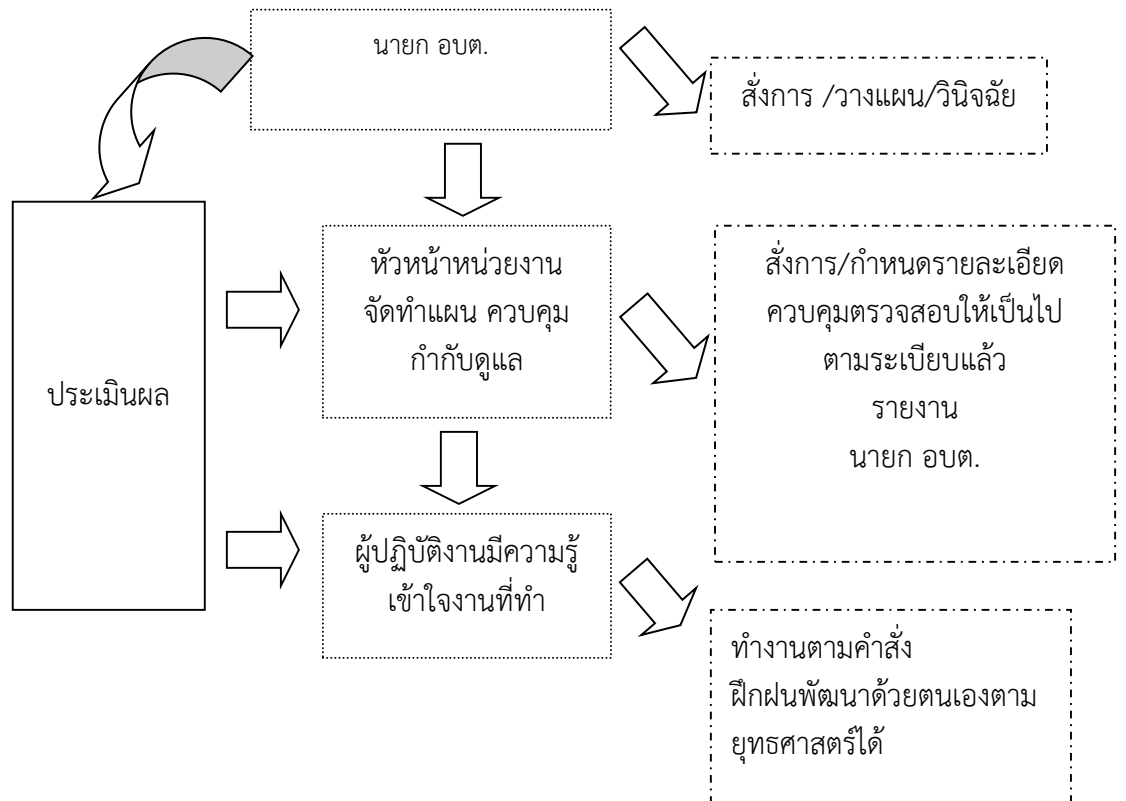 นายก อบต.
สั่งการ /วางแผน/วินิจฉัย
หัวหน้าหน่วยงาน
จัดทำแผน ควบคุม
กำกับดูแล
สั่งการ/กำหนดรายละเอียด
ควบคุมตรวจสอบให้เป็นไป
ตามระเบียบแล้ว
รายงาน
นายก อบต.
ประเมินผล
ผู้ปฏิบัติงานมีความรู้
เข้าใจงานที่ทำ
ทำงานตามคำสั่ง
ฝึกฝนพัฒนาด้วยตนเองตาม
ยุทธศาสตร์ได้